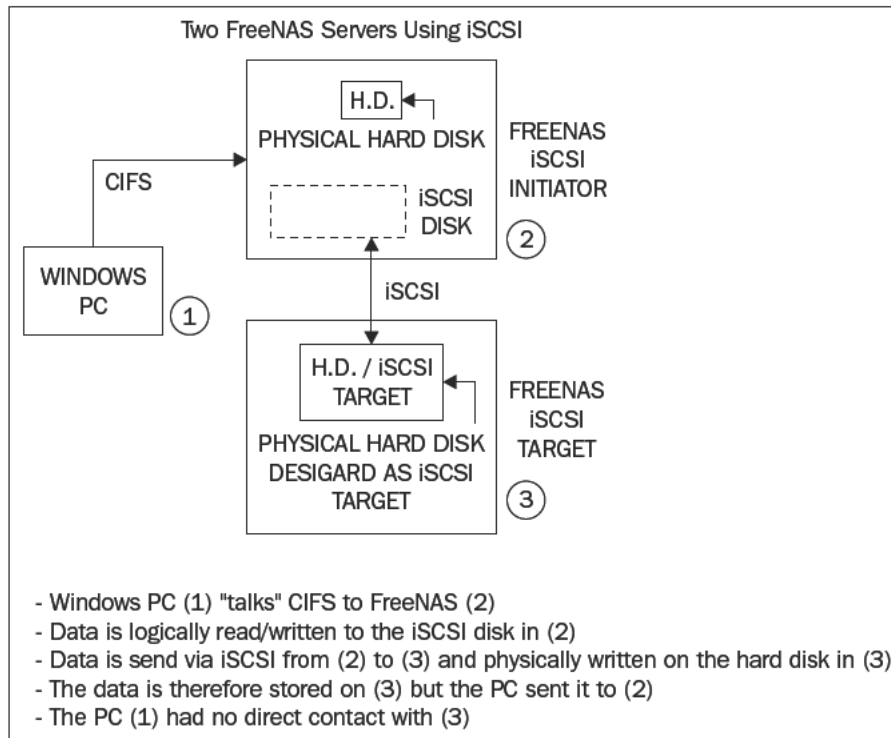 Two FreeNAS Servers Using iSCSI
H.D.
PHYSICAL HARD DISK
FREENAS
iSCSI
INITIATOR
CIFS
iSCSI
DISK
2
WINDOWS
PC
1
iSCSI
H.D. / iSCSI
TARGET
FREENAS
iSCSI
TARGET
PHYSICAL HARD DISK
DESIGARD AS iSCSI
TARGET
3
- Windows PC (1) "talks" CIFS to FreeNAS (2)
- Data is logically read/written to the iSCSI disk in (2)
- Data is send via iSCSI from (2) to (3) and physically written on the hard disk in (3)
- The data is therefore stored on (3) but the PC sent it to (2)
- The PC (1) had no direct contact with (3)